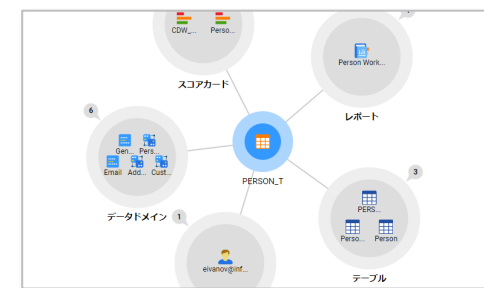 CDW_... Perso...
スコアカード
Person Work...
レポート
6
Gen... Pers...
Email Add... Cust...
データドメイン
PERSON_T
3
PERS...
Perso... Person
テーブル
1
eivanov@inf...